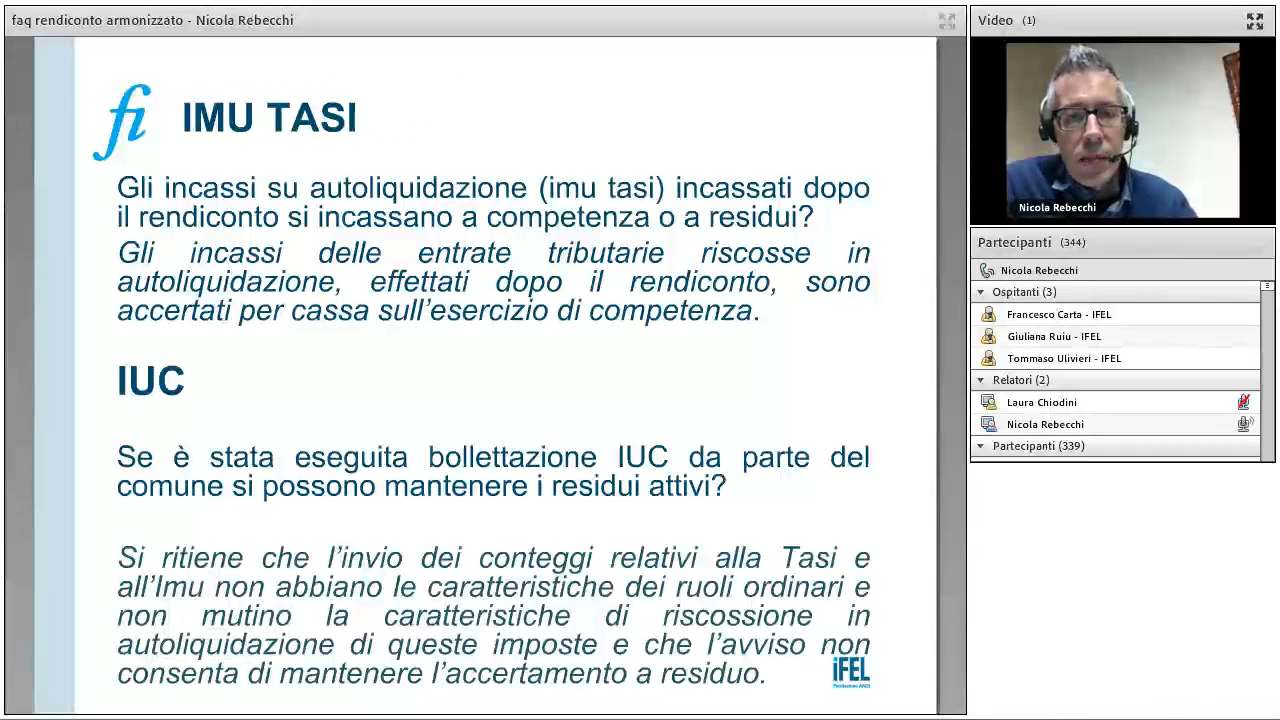 faq rendiconto armonizzato - Nicola Rebecchi
fi IMU TASI
Gli incassi su autoliquidazione (imu tasi) incassati dopo
il rendiconto si incassano a competenza o a residui?
Gli incassi delle entrate tributarie riscosse in
autoliquidazione, effettati dopo il rendiconto, sono
accertati per cassa sull'esercizio di competenza.
IUC
Se è stata eseguita bollettazione IUC da parte del
comune si possono mantenere i residui attivi?
Si ritiene che l'invio dei conteggi relativi alla Tasi e
all'Imu non abbiano le caratteristiche dei ruoli ordinari e
non mutino la caratteristiche di riscossione in
autoliquidazione di queste imposte e che l'avviso non
consenta di mantenere l'accertamento a residuo.
iFEL
Video (1)
Nicola Rebecchi
Partecipanti (344)
Nicola Rebecchi
Ospitanti (3)
Francesco Carta - IFEL
Giuliana Ruiu - IFEL
Tommaso Ulivieri - IFEL
Relatori (2)
Laura Chiodini
Nicola Rebecchi
Partecipanti (339)